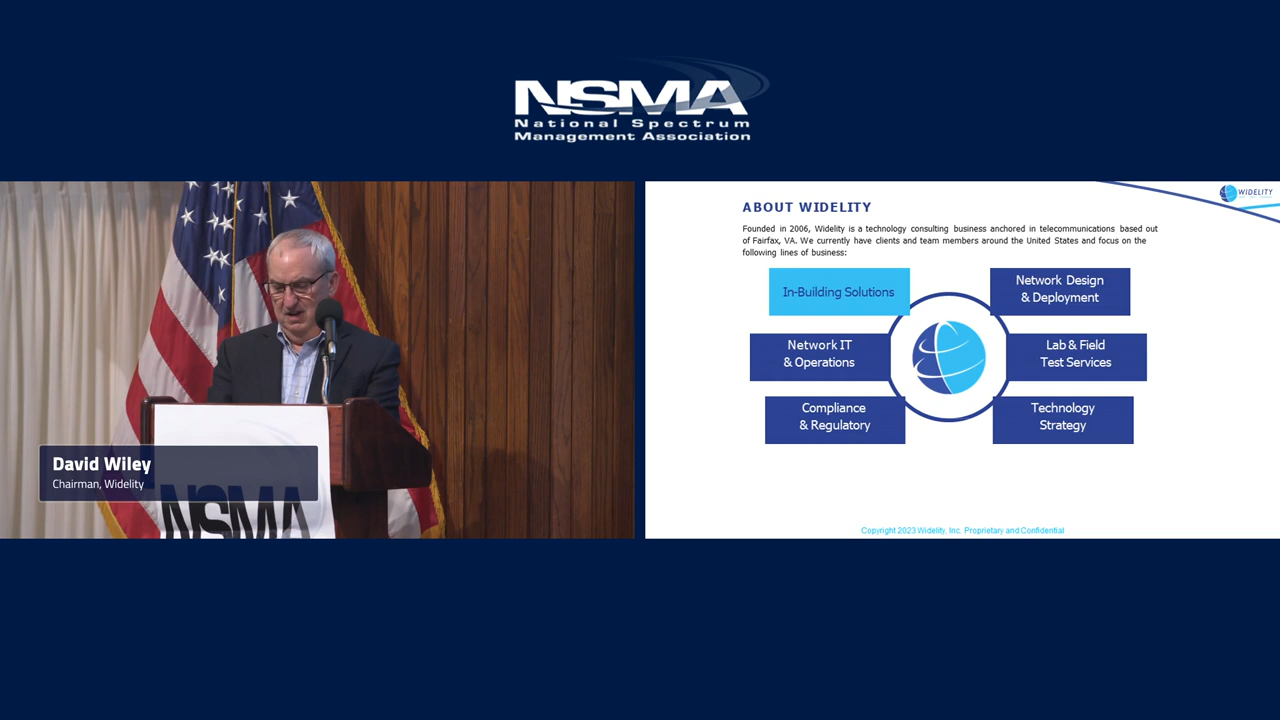 NSMA
National Spectrum
Management Association
David Wiley
Chairman, Widelity
NSMA
WIDELITY
ABOUT WIDELITY
Founded in 2006, Widelity is a technology consulting business anchored in telecommunications based out
of Fairfax, VA. We currently have clients and team members around the United States and focus on the
following lines of business:
In-Building Solutions
Network Design
& Deployment
Network IT
& Operations
Lab & Field
Test Services
Compliance
& Regulatory
Technology
Strategy
Copyright 2023 Widelity, Inc. Proprietary and Confidential